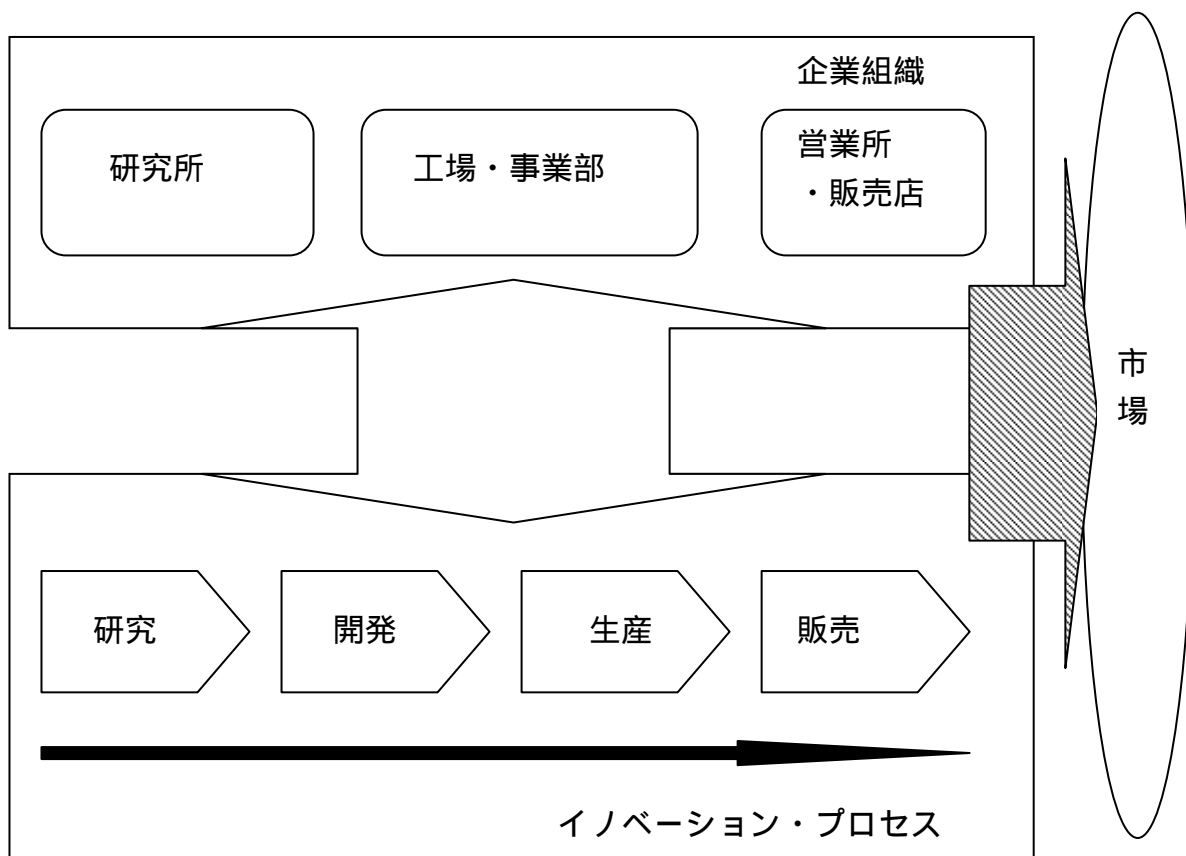 企業組織
研究所
工場・事業部
営業所
・販売店
市
場
研究
開発
生産
販売
イノベーション・プロセス